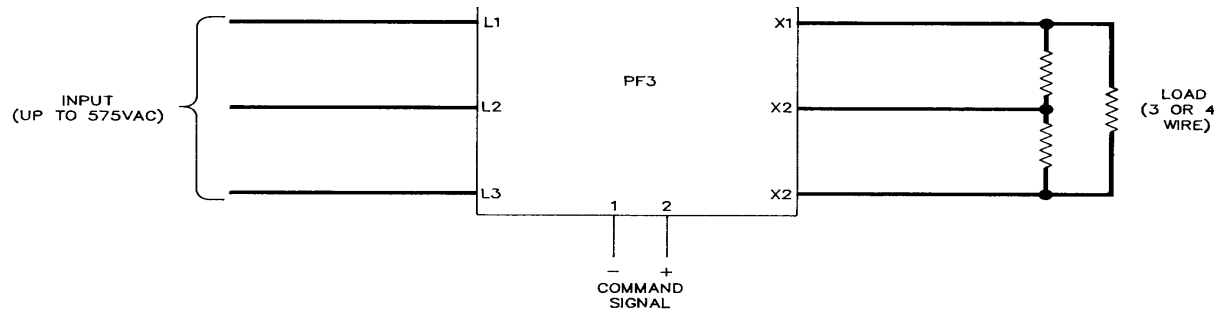 L1
X1
PF3
INPUT
(UP TO 575VAC)
L2
X2
LOAD
(3 OR 4
WIRE)
L3
X2
1 2
− +
COMMAND
SIGNAL